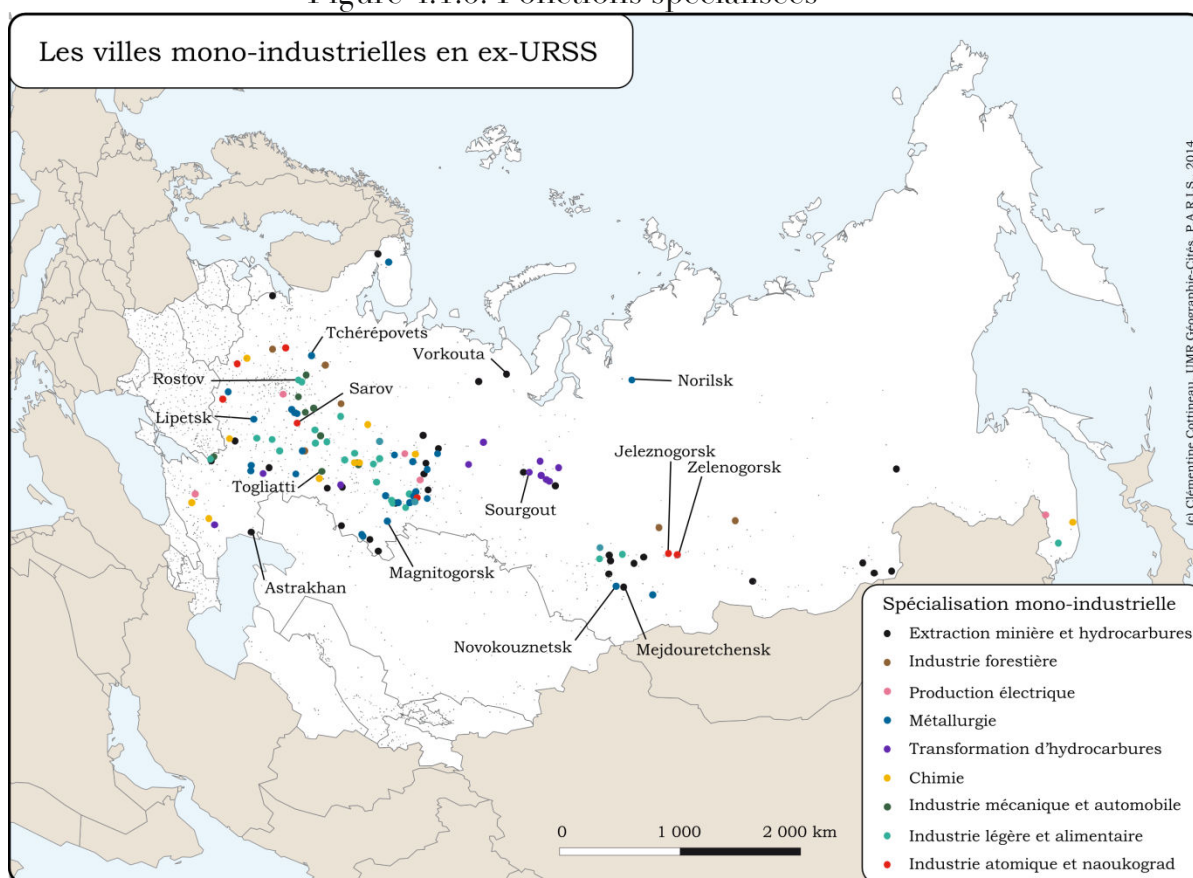 Figure 4.1.6: Fonctions spécialisées
Les villes mono-industrielles en ex-URSS
Tchérépovets
Vorkouta
Rostov
Norilsk
Sarov
Lipetsk
Jeleznogorsk
Zelenogorsk
Togliatti
Sourgout
Astrakhan
Magnitogorsk
Novokouznetsk
Mejdouretchensk
Spécialisation mono-industrielle
Extraction minière et hydrocarbures
Industrie forestière
Production électrique
Métallurgie
Transformation d'hydrocarbures
Chimie
Industrie mécanique et automobile
Industrie légère et alimentaire
Industrie atomique et naoukograd
0 1 000 2 000 km
(c) Clémentine Cottineau, UMR Géographie-Cités, P.A.R.I.S., 2014